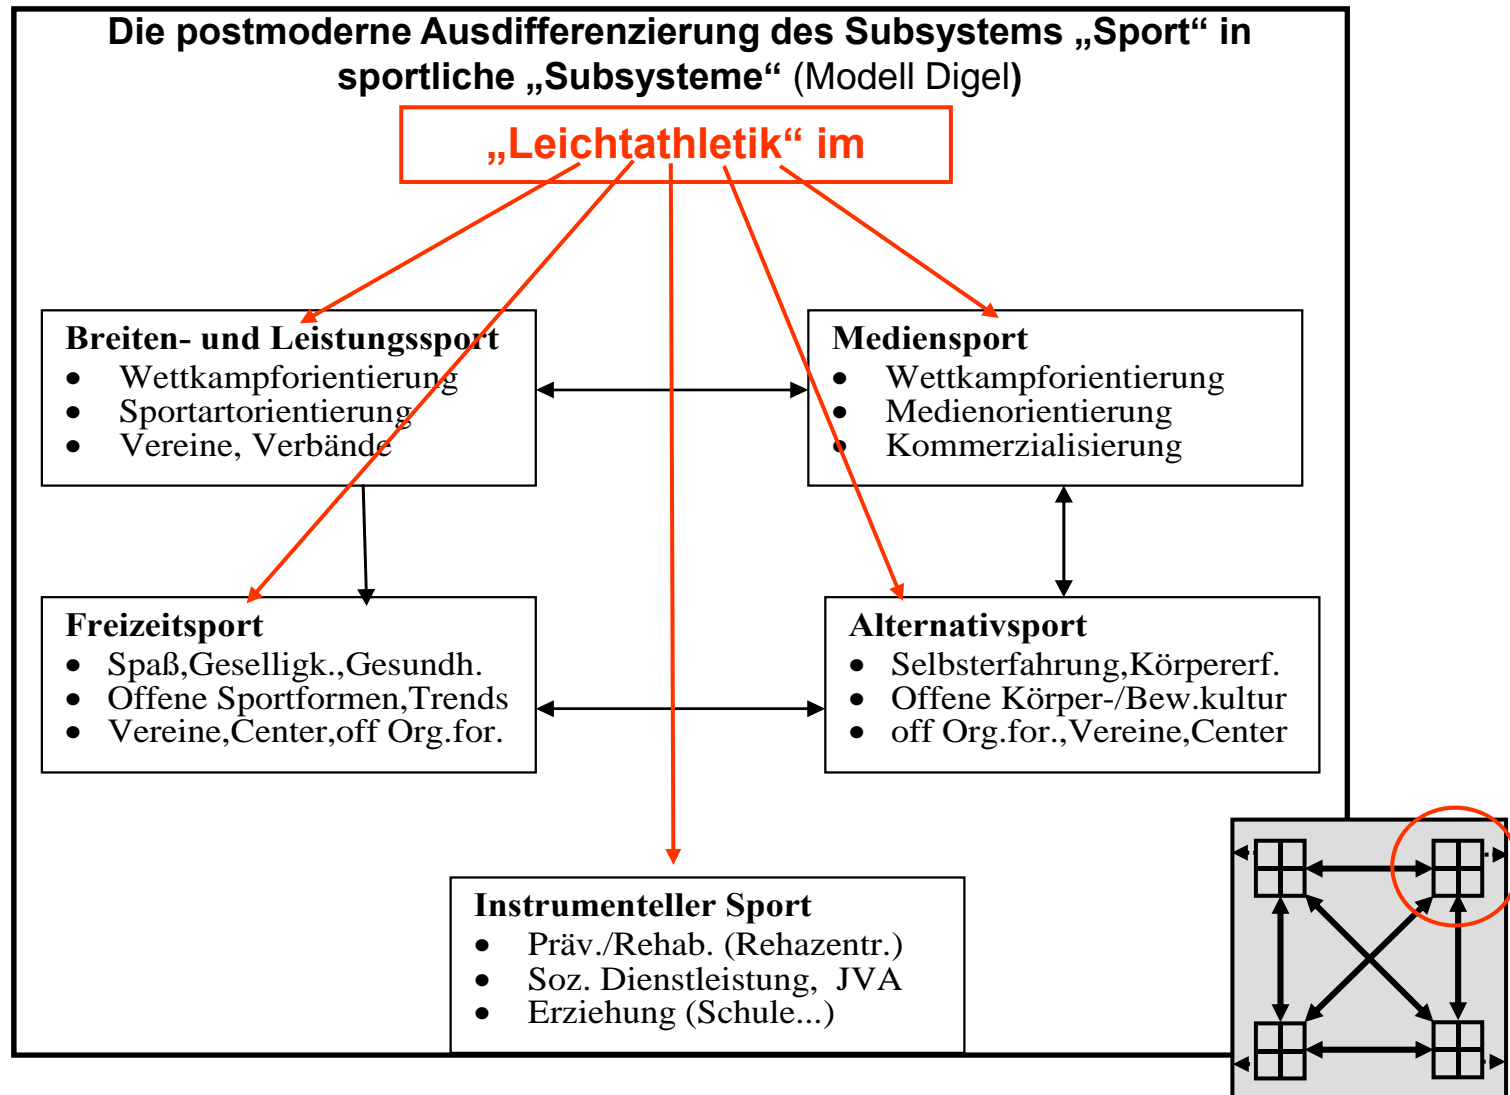 Die postmoderne Ausdifferenzierung des Subsystems „Sport“ in
sportliche „Subsysteme“ (Modell Digel)
„Leichtathletik“ im
Breiten- und Leistungssport
• Wettkampforientierung
• Sportartorientierung
• Vereine, Verbände
Mediensport
• Wettkampforientierung
• Medienorientierung
• Kommerzialisierung
Freizeitsport
• Spaß,Geselligk.,Gesundh.
• Offene Sportformen,Trends
• Vereine,Center,off Org.for.
Alternativsport
• Selbsterfahrung,Körpererf.
• Offene Körper-/Bew.kultur
• off Org.for.,Vereine,Center
Instrumenteller Sport
• Präv./Rehab. (Rehazentr.)
• Soz. Dienstleistung, JVA
• Erziehung (Schule...)